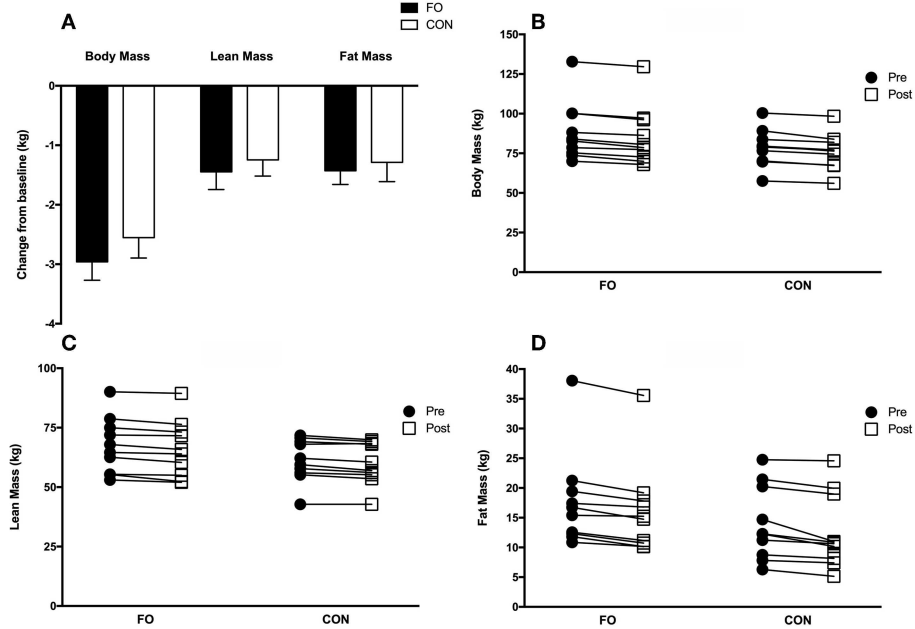 A
FO
CON
Body Mass
Lean Mass
Fat Mass
0
-1
-2
-3
-4
Change from baseline (kg)
B
150
125
100
75
50
25
0
Body Mass (kg)
FO
CON
Pre
Post
C
100
75
50
25
0
Lean Mass (kg)
FO
CON
Pre
Post
D
40
35
30
25
20
15
10
5
0
Fat Mass (kg)
FO
CON
Pre
Post